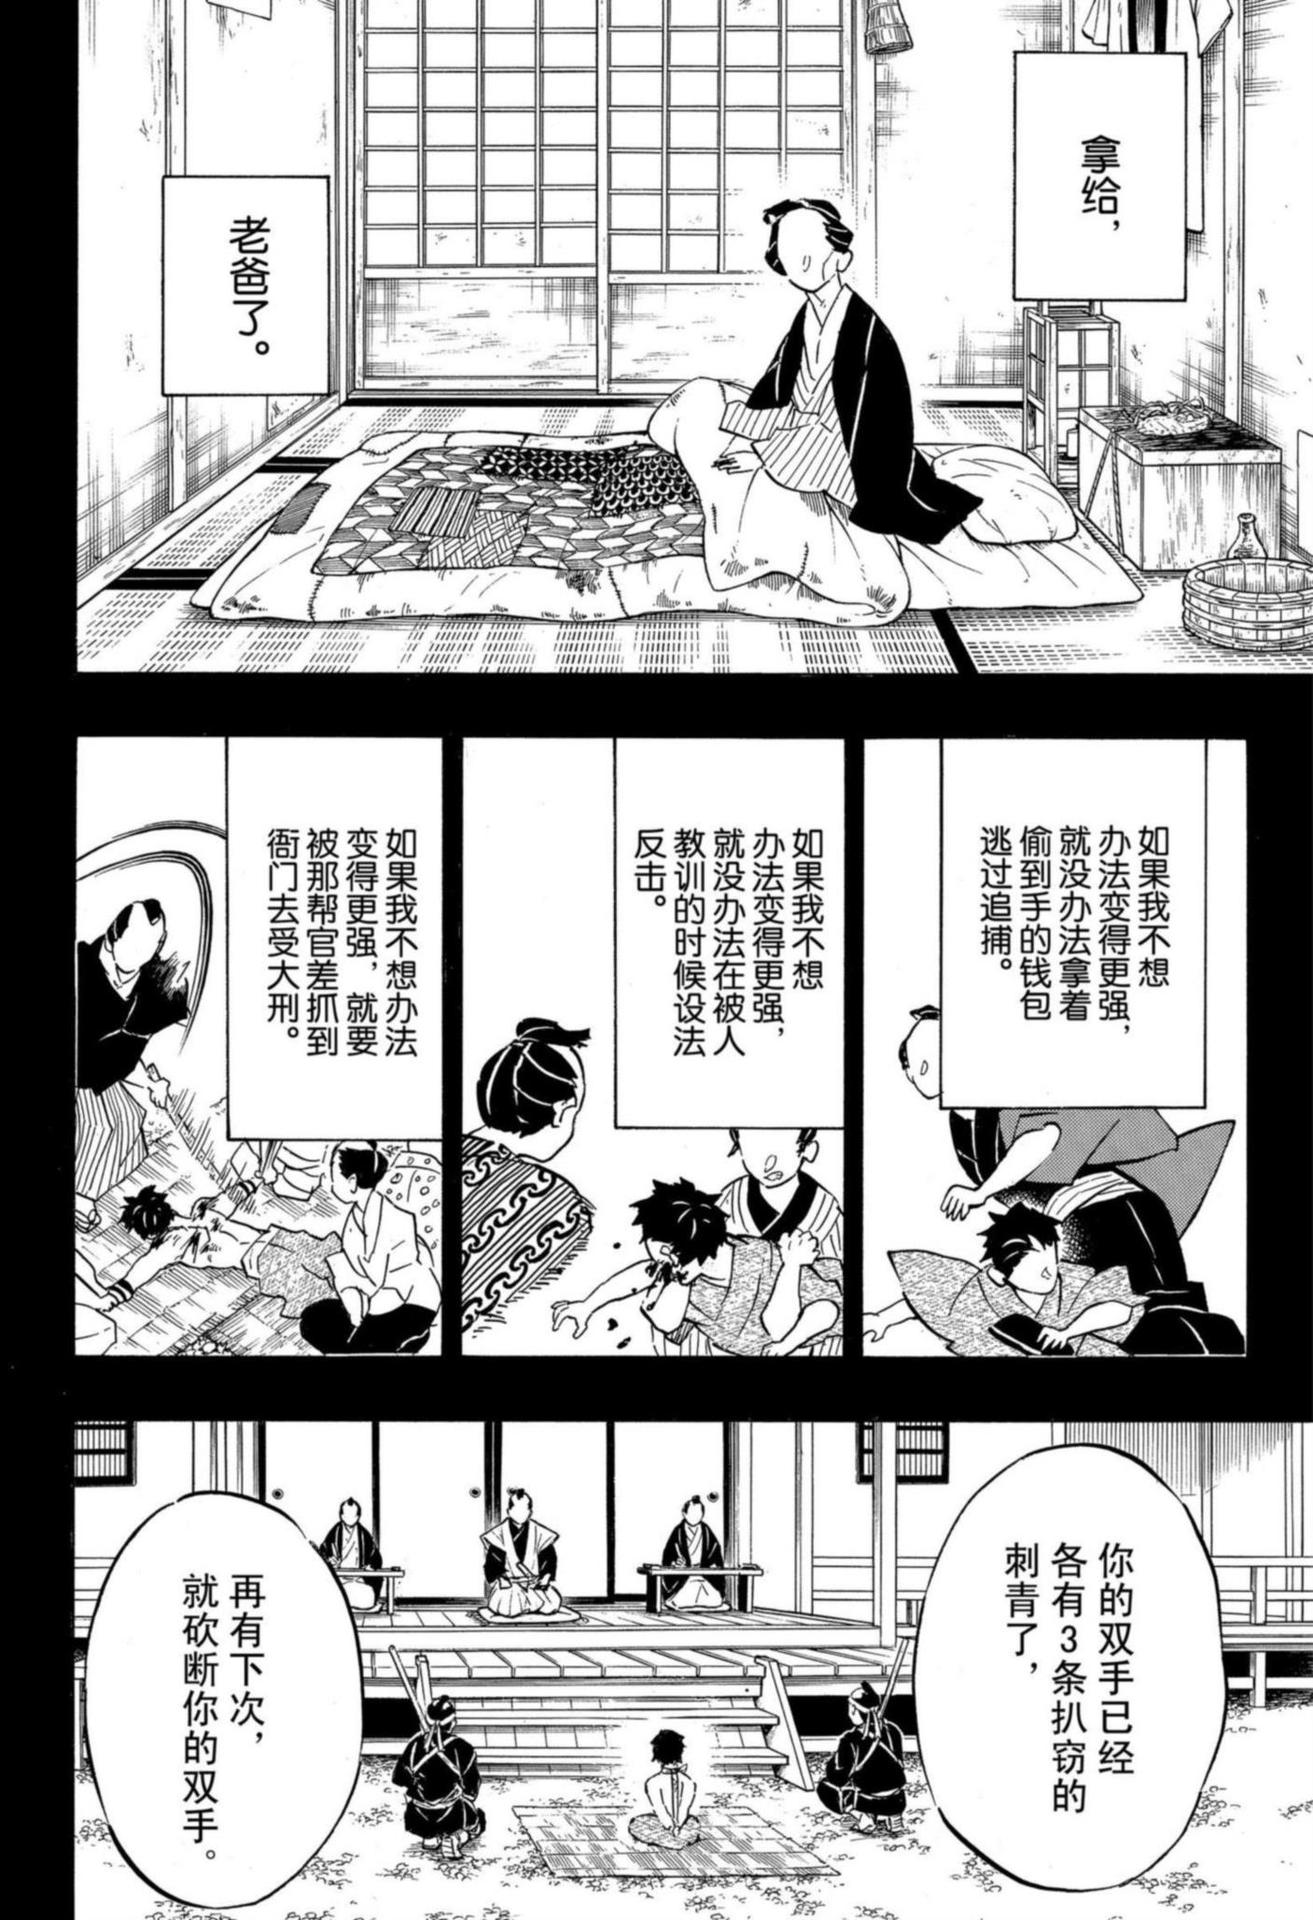 拿给，
老爸了。
如果我不想
办法变得更强，
就没办法拿着
偷到手的钱包
逃过追捕。
如果我不想
办法变得更强，
就没办法在被人
教训的时候设法
反击。
如果我不想办法
变得更强，就要
被那帮官差抓到
衙门去受大刑。
你的双手已经
各有3条扒窃的
刺青了，
再有下次，
就砍断你的双手。